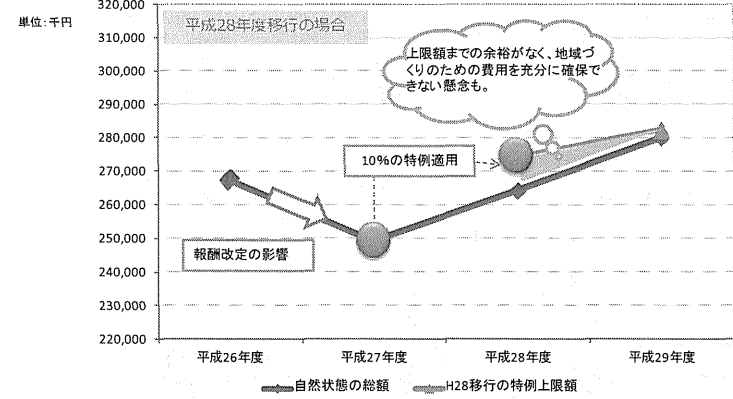 単位:千円
平成28年度移行の場合
320,000
310,000
300,000
290,000
280,000
270,000
260,000
250,000
240,000
230,000
220,000
上限額までの余裕がなく、地域づ
くりのための費用を充分に確保で
きない懸念も。
10%の特例適用
報酬改定の影響
平成26年度
平成27年度
平成28年度
平成29年度
自然状態の総額
H28移行の特例上限額